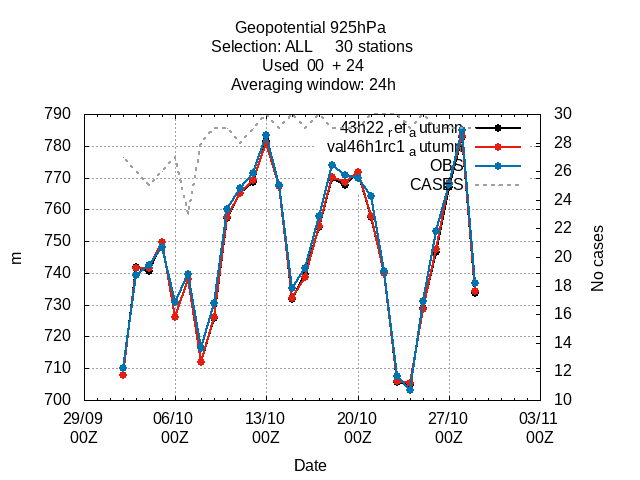 Geopotential 925hPa
Selection: ALL 30 stations
Used 00 + 24
Averaging window: 24h
790
780
770
760
750
740
730
720
710
700
m
30
28
26
24
22
20
18
16
14
12
10
No cases
43h22_ref_autumn
val46h1rc1_autumn
OBS
CASES
29/09 06/10 13/10 20/10 27/10 03/11
00Z 00Z 00Z 00Z 00Z 00Z
Date